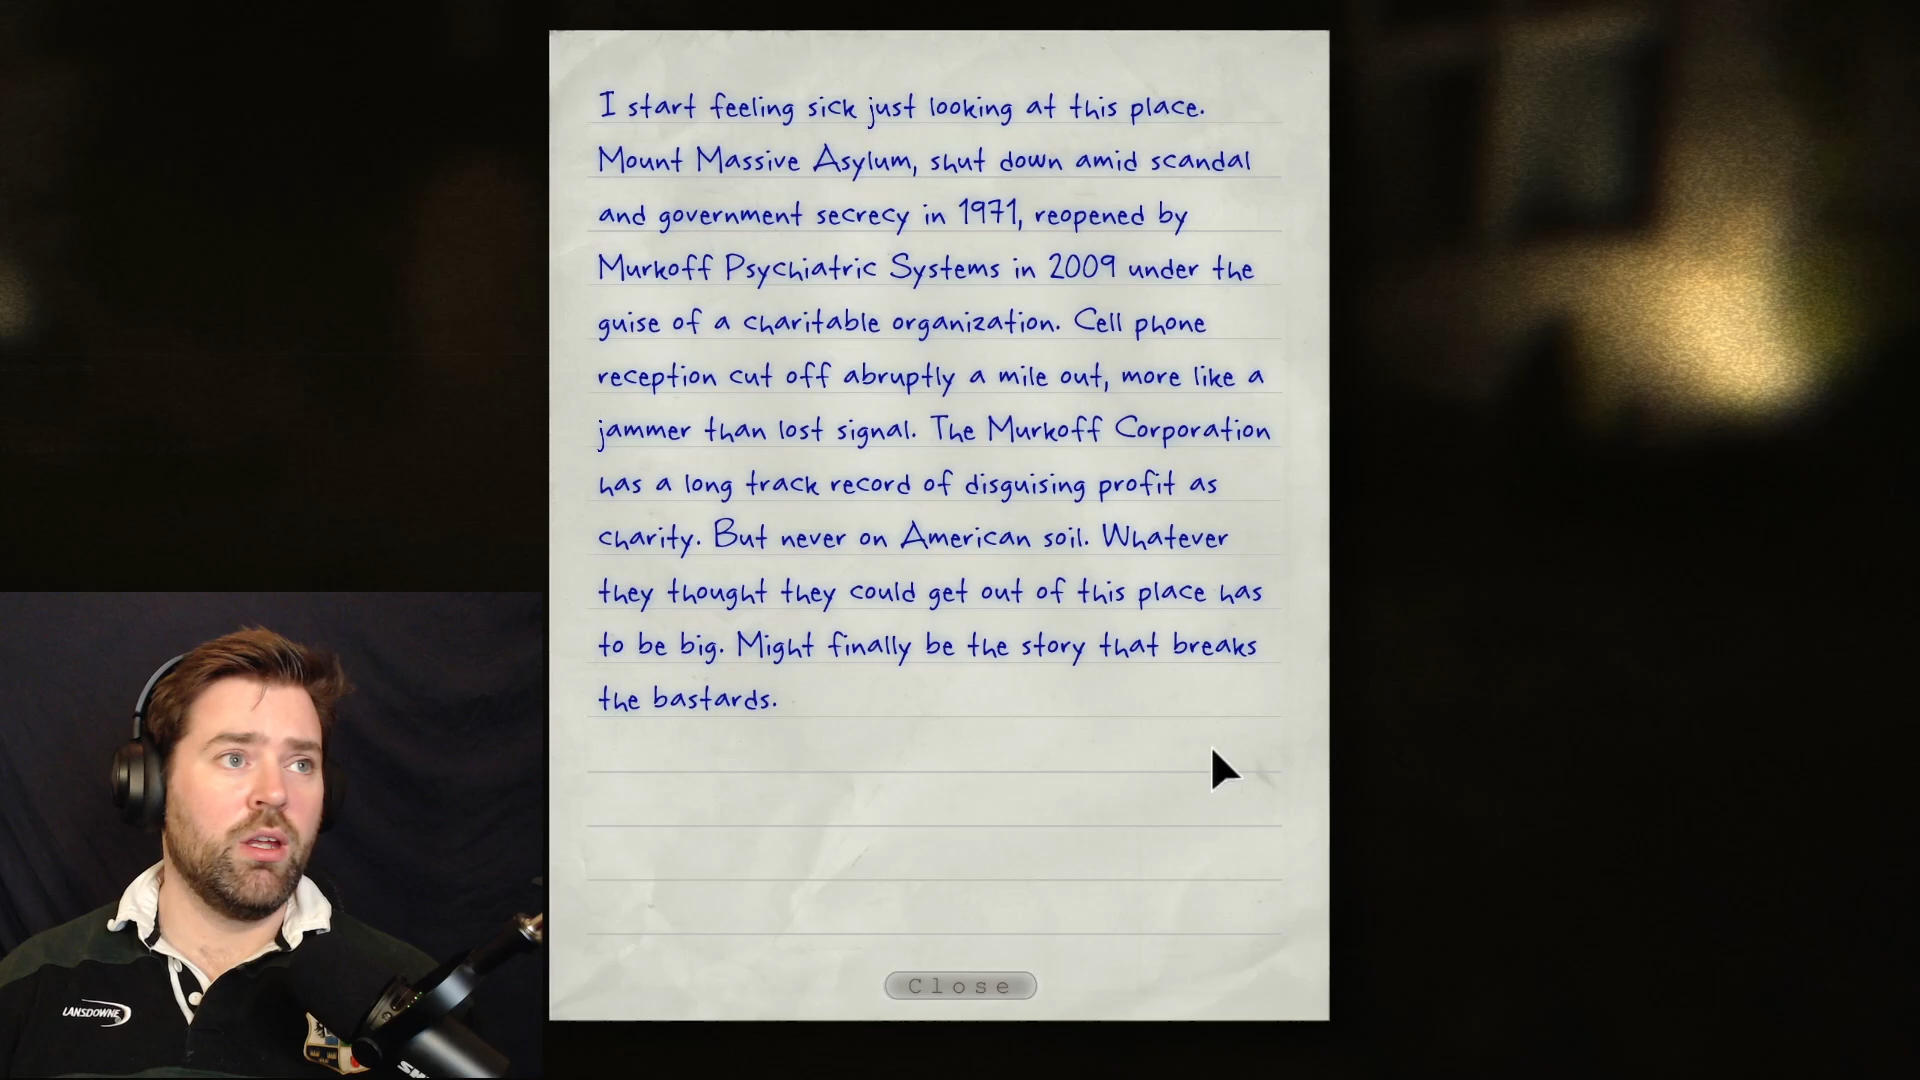 I start feeling sick just looking at this place.
Mount Massive Asylum, shut down amid scandal
and government secrecy in 1971, reopened by
Murkoff Psychiatric Systems in 2009 under the
guise of a charitable organization. Cell phone
reception cut off abruptly a mile out, more like a
jammer than lost signal. The Murkoff Corporation
has a long track record of disguising profit as
charity. But never on American soil. Whatever
they thought they could get out of this place has
to be big. Might finally be the story that breaks
the bastards.
Close
LANSDOWNE